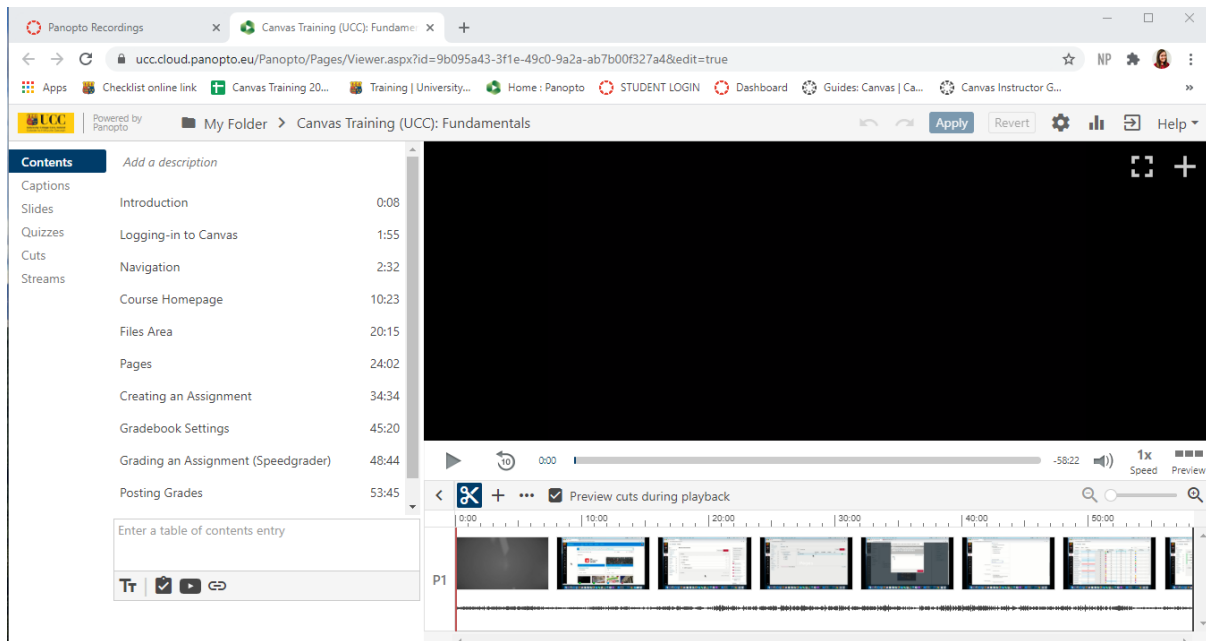 Panopto Recordings
Canvas Training (UCC): Fundame
ucc.cloud.panopto.eu/Panopto/Pages/Viewer.aspx?id=9b095a43-3f1e-49c0-9a2a-ab7b00f327a4&edit=true
NP
Apps Checklist online link Canvas Training 20... Training | University... Home : Panopto STUDENT LOGIN Dashboard Guides: Canvas | Ca... Canvas Instructor G... »
UCC Powered by Panopto My Folder > Canvas Training (UCC): Fundamentals Apply Revert Help
Contents
Captions
Slides
Quizzes
Cuts
Streams
Add a description
Introduction 0:08
Logging-in to Canvas 1:55
Navigation 2:32
Course Homepage 10:23
Files Area 20:15
Pages 24:02
Creating an Assignment 34:34
Gradebook Settings 45:20
Grading an Assignment (Speedgrader) 48:44
Posting Grades 53:45
Enter a table of contents entry
TT
10 0:00 -58:22 1x
Speed Preview
Preview cuts during playback
0:00 10:00 20:00 30:00 40:00 50:00
P1